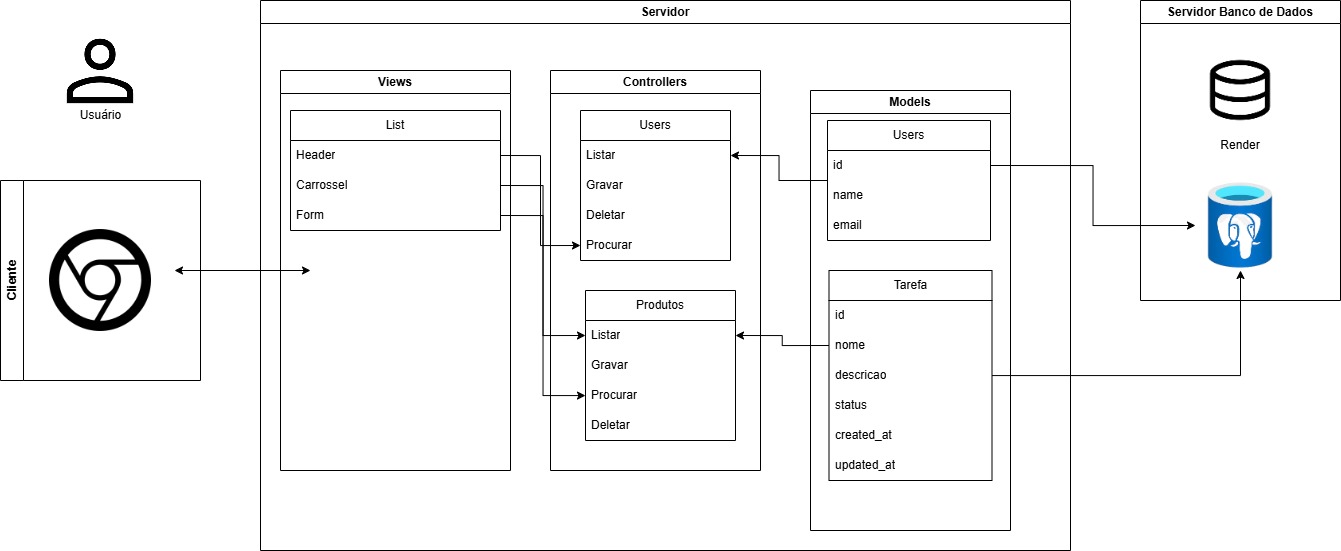 Usuário
Cliente
Servidor
Views
List
Header
Carrossel
Form
Controllers
Users
Listar
Gravar
Deletar
Procurar
Produtos
Listar
Gravar
Procurar
Deletar
Models
Users
id
name
email
Tarefa
id
nome
descricao
status
created_at
updated_at
Servidor Banco de Dados
Render